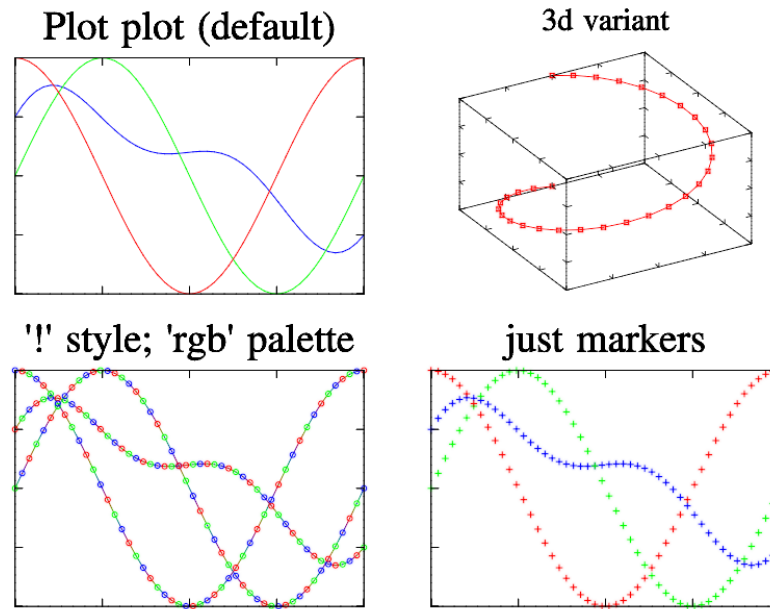 Plot plot (default)
3d variant
'!' style; 'rgb' palette
just markers